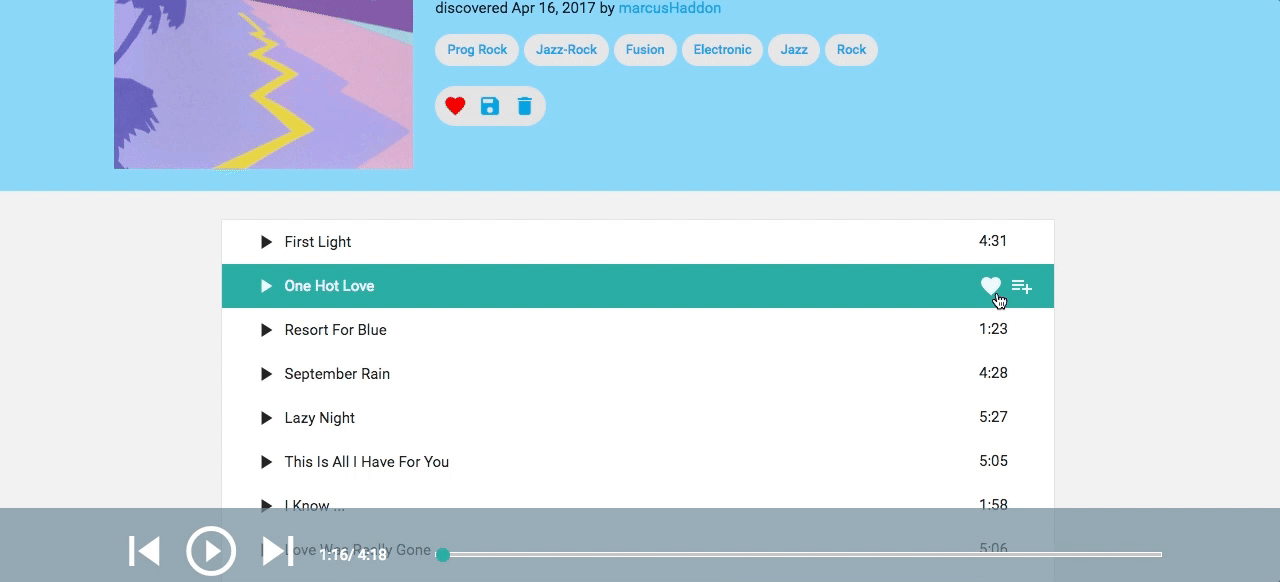 discovered Apr 16, 2017 by marcusHaddon
Prog Rock Jazz-Rock Fusion Electronic Jazz Rock
First Light 4:31
One Hot Love
Resort For Blue 1:23
September Rain 4:28
Lazy Night 5:27
This Is All I Have For You 5:05
I Know ... 1:58
Love Was Really Gone 5:06
1:16/ 4:18